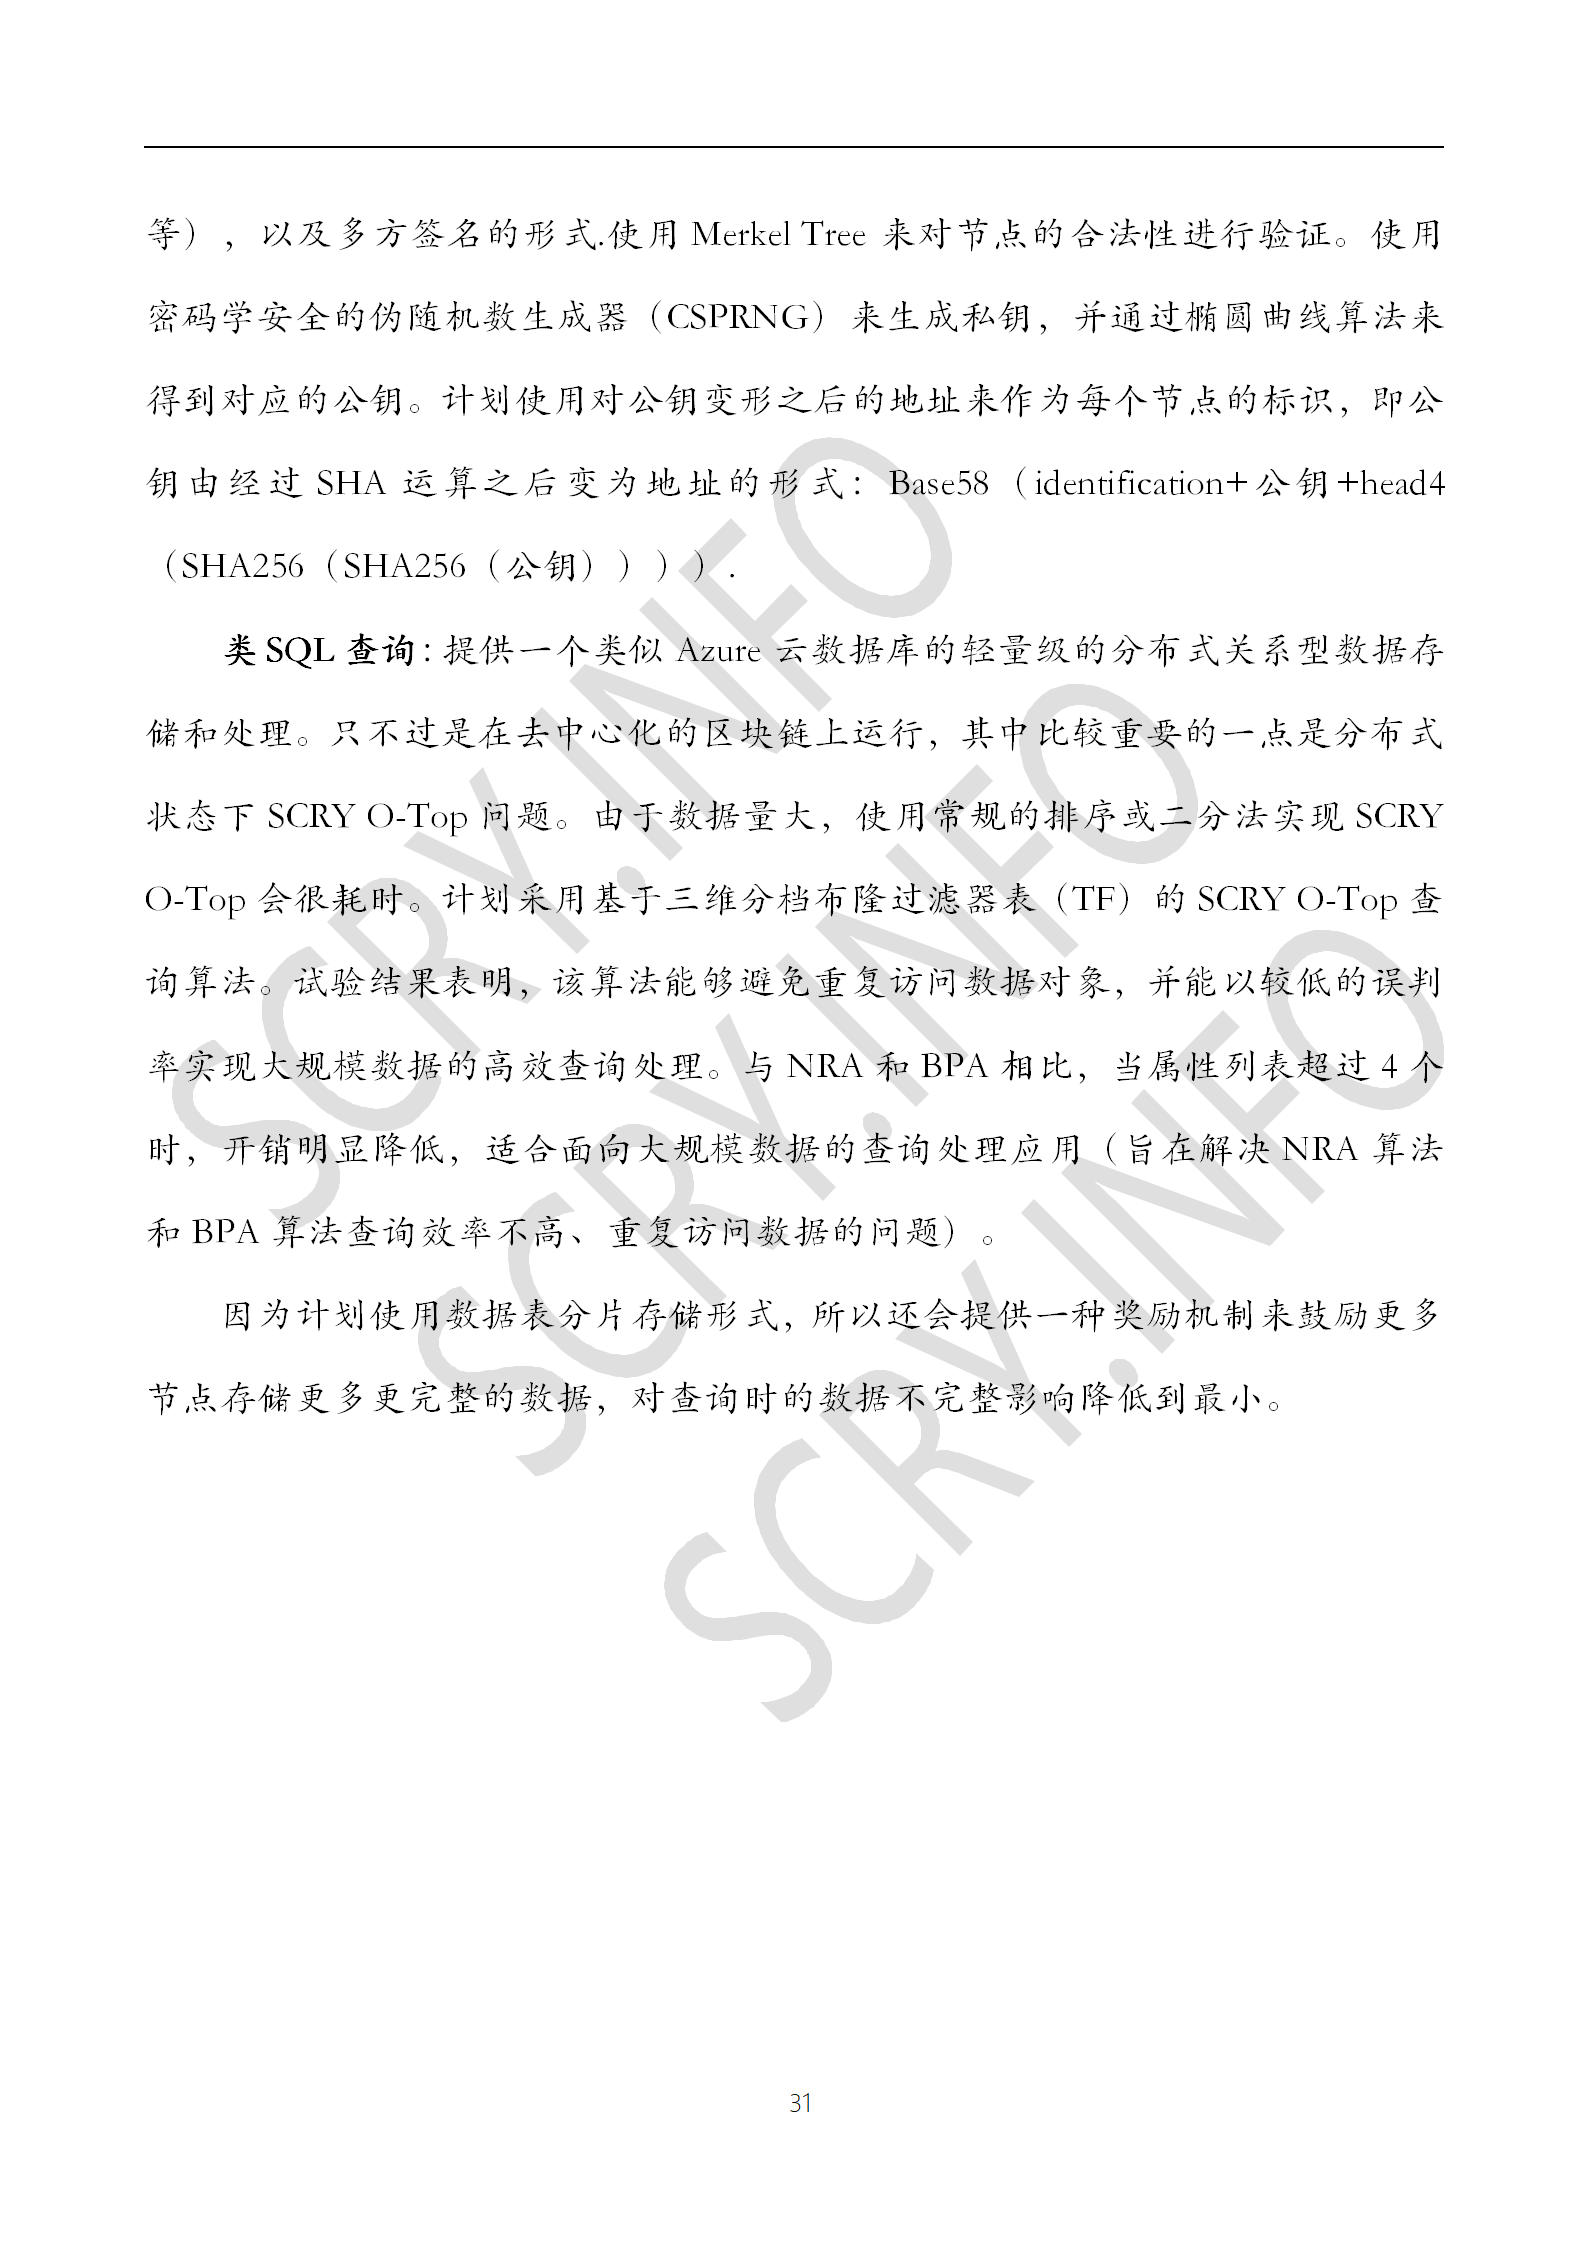 等），以及多方签名的形式.使用 Merkel Tree 来对节点的合法性进行验证。使用
密码学安全的伪随机数生成器（CSPRNG）来生成私钥，并通过椭圆曲线算法来
得到对应的公钥。计划使用对公钥变形之后的地址来作为每个节点的标识，即公
钥由经过 SHA 运算之后变为地址的形式：Base58（identification+公钥+head4
（SHA256（SHA256（公钥））））.
类 SQL 查询：提供一个类似 Azure 云数据库的轻量级的分布式关系型数据存
储和处理。只不过是在去中心化的区块链上运行，其中比较重要的一点是分布式
状态下 SCRY O-Top 问题。由于数据量大，使用常规的排序或二分法实现 SCRY
O-Top 会很耗时。计划采用基于三维分档布隆过滤器表（TF）的 SCRY O-Top 查
询算法。试验结果表明，该算法能够避免重复访问数据对象，并能以较低的误判
率实现大规模数据的高效查询处理。与 NRA 和 BPA 相比，当属性列表超过 4 个
时，开销明显降低，适合面向大规模数据的查询处理应用（旨在解决 NRA 算法
和 BPA 算法查询效率不高、重复访问数据的问题）。
因为计划使用数据表分片存储形式，所以还会提供一种奖励机制来鼓励更多
节点存储更多更完整的数据，对查询时的数据不完整影响降低到最小。
SCRY.INFO
SCRY.INFO
SCRY.INFO
31